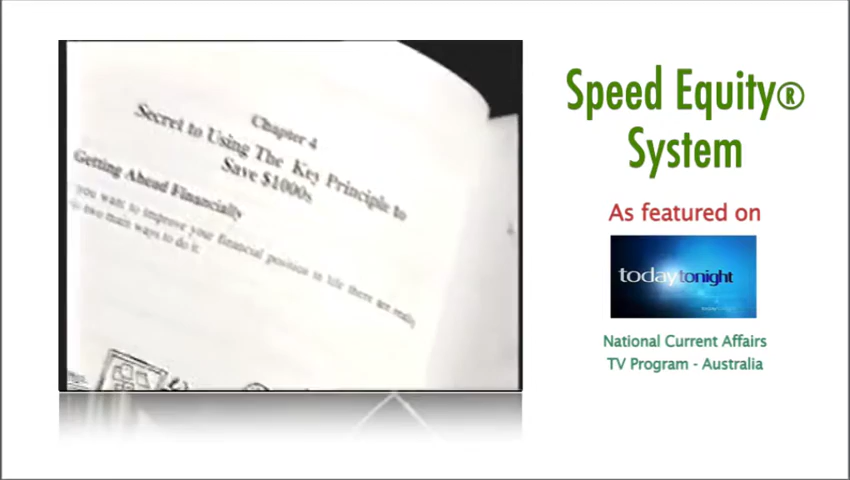 Chapter 4
Secret to Using The Key Principle to
Save $1000s
Getting Ahead Financially
you want to improve your financial position in life there are really
two main ways to do it.
Speed Equity®
System
As featured on
todaytonight
National Current Affairs
TV Program - Australia